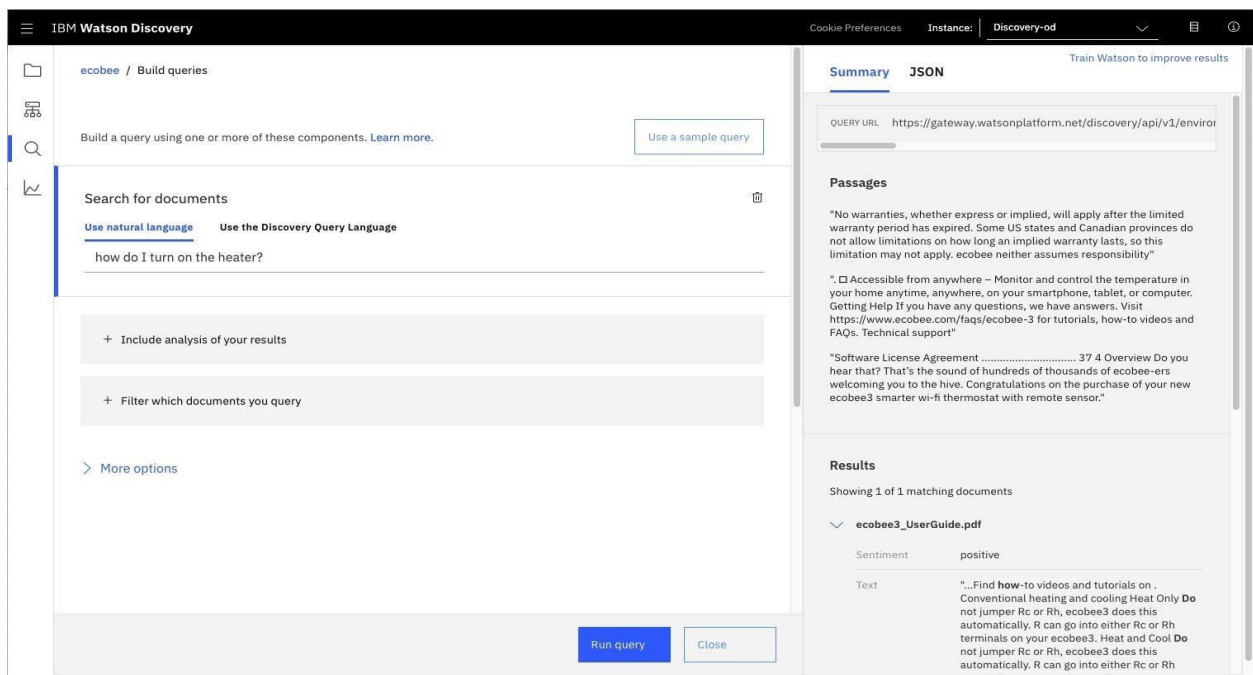 IBM Watson Discovery
Cookie Preferences
Instance:
Discovery-od
ecobee / Build queries
Build a query using one or more of these components. Learn more.
Use a sample query
Search for documents
Use natural language
Use the Discovery Query Language
how do I turn on the heater?
+ Include analysis of your results
+ Filter which documents you query
More options
Run query
Close
Train Watson to improve results
Summary
JSON
QUERY URL https://gateway.watsonplatform.net/discovery/api/v1/environ
Passages
"No warranties, whether express or implied, will apply after the limited
warranty period has expired. Some US states and Canadian provinces do
not allow limitations on how long an implied warranty lasts, so this
limitation may not apply. ecobee neither assumes responsibility"
". □ Accessible from anywhere – Monitor and control the temperature in
your home anytime, anywhere, on your smartphone, tablet, or computer.
Getting Help If you have any questions, we have answers. Visit
https://www.ecobee.com/faqs/ecobee-3 for tutorials, how-to videos and
FAQs. Technical support"
"Software License Agreement ............................... 37 4 Overview Do you
hear that? That's the sound of hundreds of thousands of ecobee-ers
welcoming you to the hive. Congratulations on the purchase of your new
ecobee3 smarter wi-fi thermostat with remote sensor."
Results
Showing 1 of 1 matching documents
ecobee3_UserGuide.pdf
Sentiment positive
Text "...Find how-to videos and tutorials on .
Conventional heating and cooling Heat Only Do
not jumper Rc or Rh, ecobee3 does this
automatically. R can go into either Rc or Rh
terminals on your ecobee3. Heat and Cool Do
not jumper Rc or Rh, ecobee3 does this
automatically. R can go into either Rc or Rh